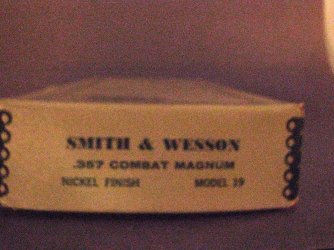 SMITH & WESSON
.357 COMBAT MAGNUM
NICKEL FINISH MODEL 19